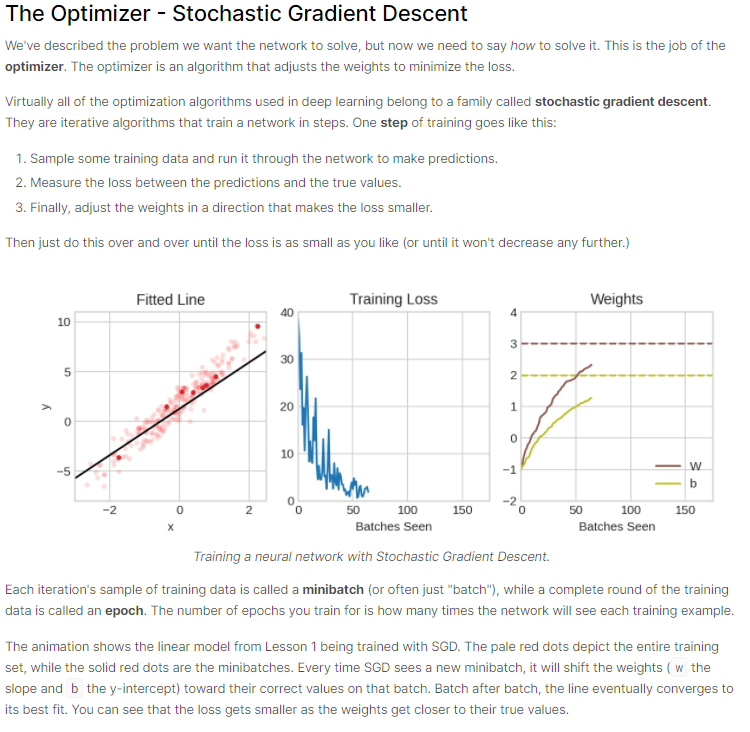 The Optimizer - Stochastic Gradient Descent
We've described the problem we want the network to solve, but now we need to say how to solve it. This is the job of the
optimizer. The optimizer is an algorithm that adjusts the weights to minimize the loss.
Virtually all of the optimization algorithms used in deep learning belong to a family called stochastic gradient descent.
They are iterative algorithms that train a network in steps. One step of training goes like this:
1. Sample some training data and run it through the network to make predictions.
2. Measure the loss between the predictions and the true values.
3. Finally, adjust the weights in a direction that makes the loss smaller.
Then just do this over and over until the loss is as small as you like (or until it won't decrease any further.)
Fitted Line
10
5
0
−5
y
−2
0
2
x
Training Loss
40
30
20
10
0
0
50
100
150
Batches Seen
Weights
4
3
2
1
0
−1
−2
w
b
0
50
100
150
Batches Seen
Training a neural network with Stochastic Gradient Descent.
Each iteration's sample of training data is called a minibatch (or often just "batch"), while a complete round of the training
data is called an epoch. The number of epochs you train for is how many times the network will see each training example.
The animation shows the linear model from Lesson 1 being trained with SGD. The pale red dots depict the entire training
set, while the solid red dots are the minibatches. Every time SGD sees a new minibatch, it will shift the weights ( w the
slope and b the y-intercept) toward their correct values on that batch. Batch after batch, the line eventually converges to
its best fit. You can see that the loss gets smaller as the weights get closer to their true values.